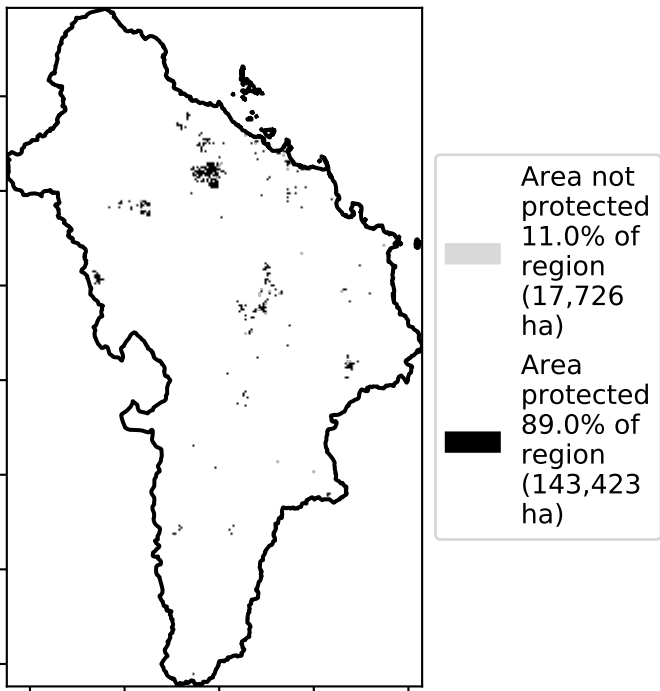 Area not
protected
11.0% of
region
(17,726
ha)
Area
protected
89.0% of
region
(143,423
ha)